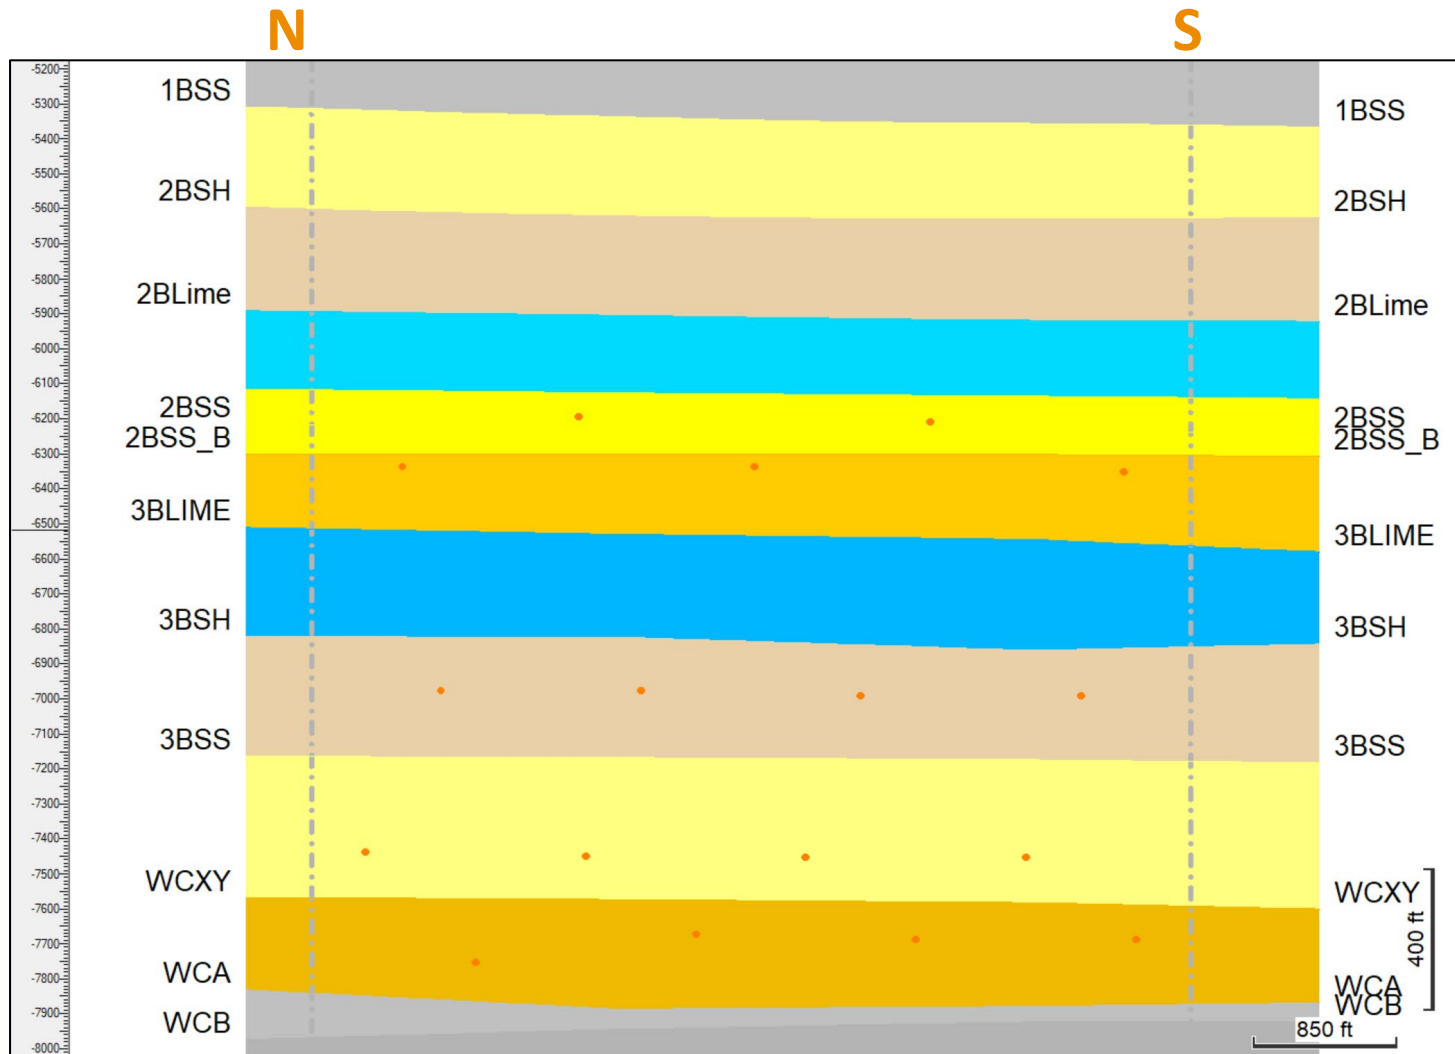 N
S
-5200
-5300
-5400
-5500
-5600
-5700
-5800
-5900
-6000
-6100
-6200
-6300
-6400
-6500
-6600
-6700
-6800
-6900
-7000
-7100
-7200
-7300
-7400
-7500
-7600
-7700
-7800
-7900
-8000
1BSS
2BSH
2BLime
2BSS
2BSS_B
3BLIME
3BSH
3BSS
WCXY
WCA
WCB
1BSS
2BSH
2BLime
2BSS
2BSS_B
3BLIME
3BSH
3BSS
WCXY
WCA
WCB
400 ft
850 ft